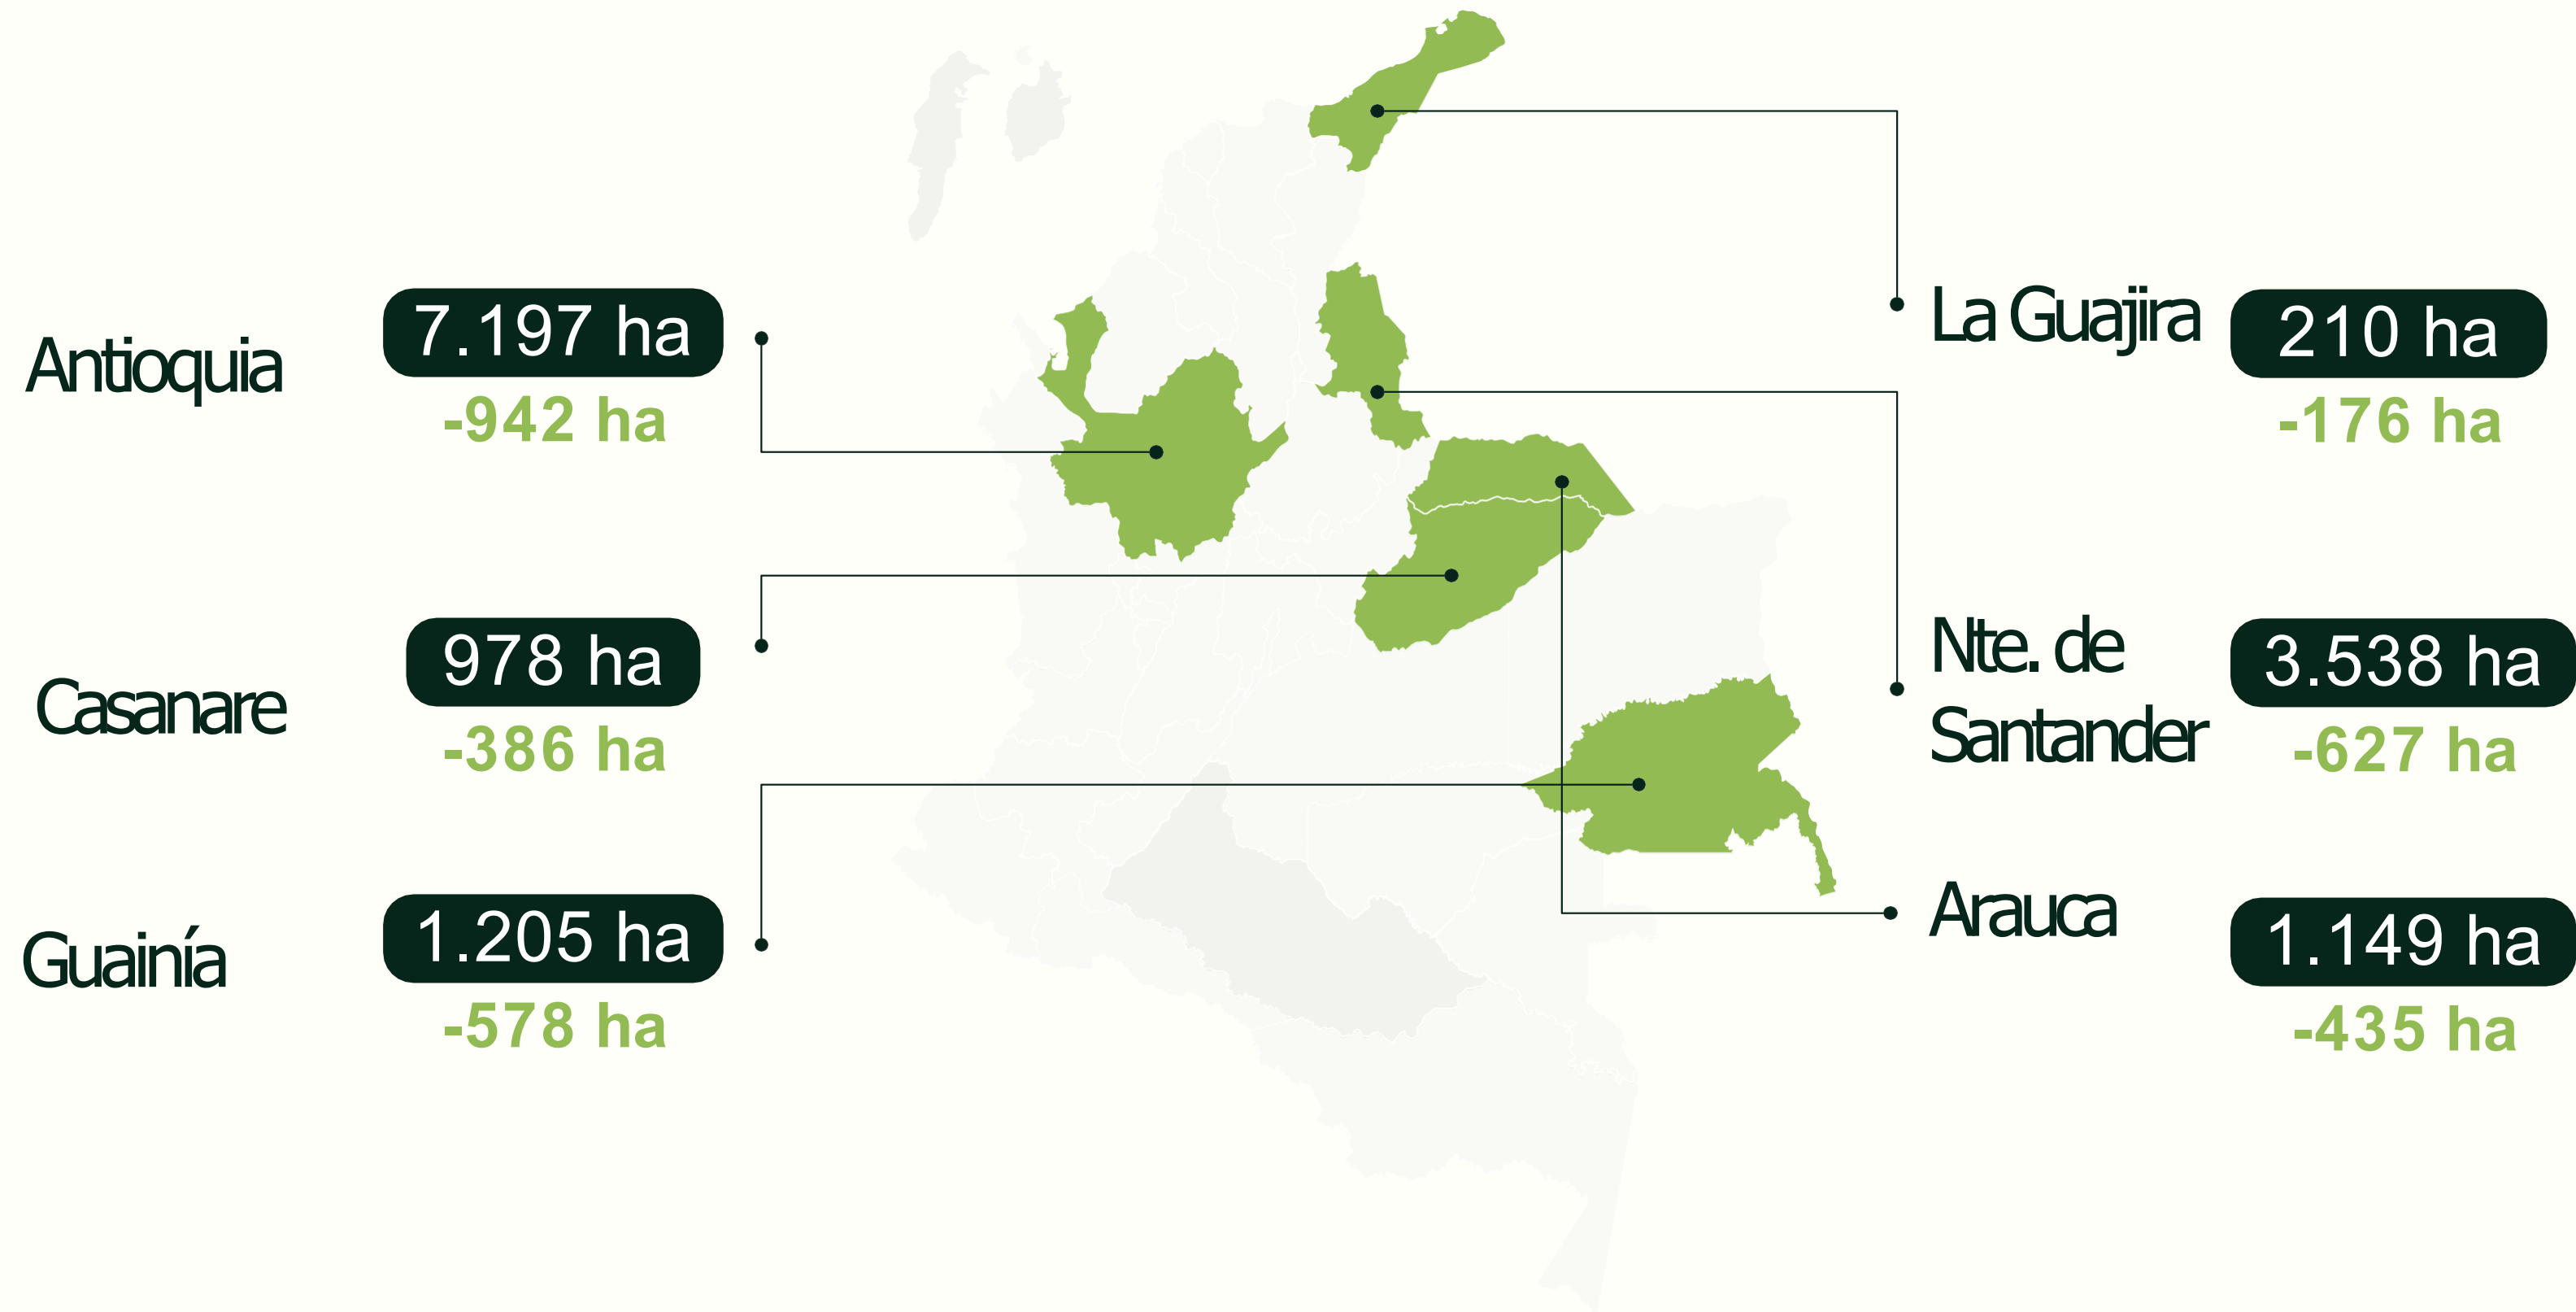 Antioquia
7.197 ha
-942 ha
Casanare
978 ha
-386 ha
Guainía
1.205 ha
-578 ha
La Guajira
210 ha
-176 ha
Nte. de
Santander
3.538 ha
-627 ha
Arauca
1.149 ha
-435 ha